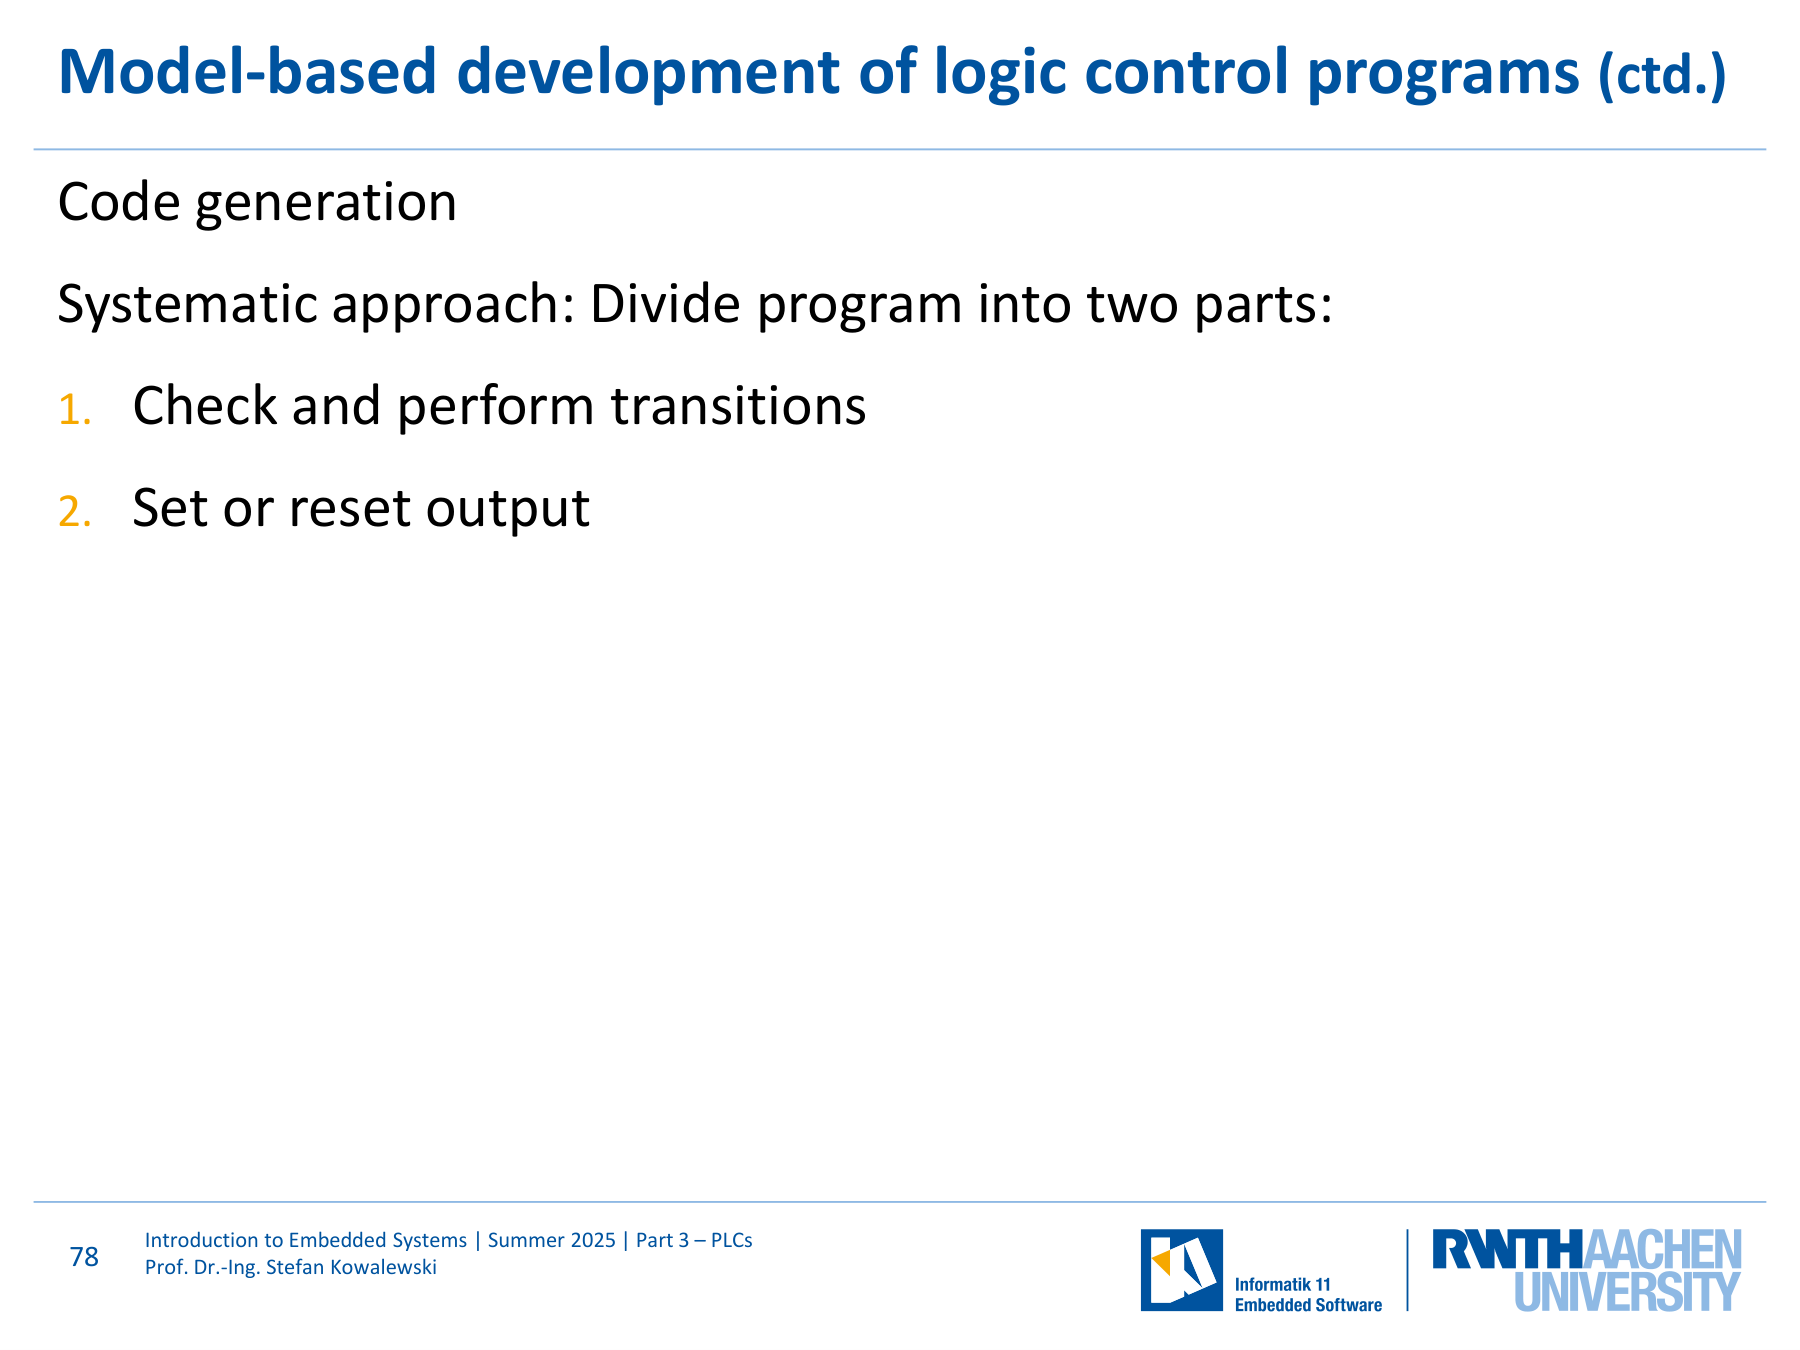 Model-based development of logic control programs (ctd.)
Code generation
Systematic approach: Divide program into two parts:
1. Check and perform transitions
2. Set or reset output
78
Introduction to Embedded Systems | Summer 2025 | Part 3 – PLCs
Prof. Dr.-Ing. Stefan Kowalewski
Informatik 11
Embedded Software
RWTHAACHEN
UNIVERSITY